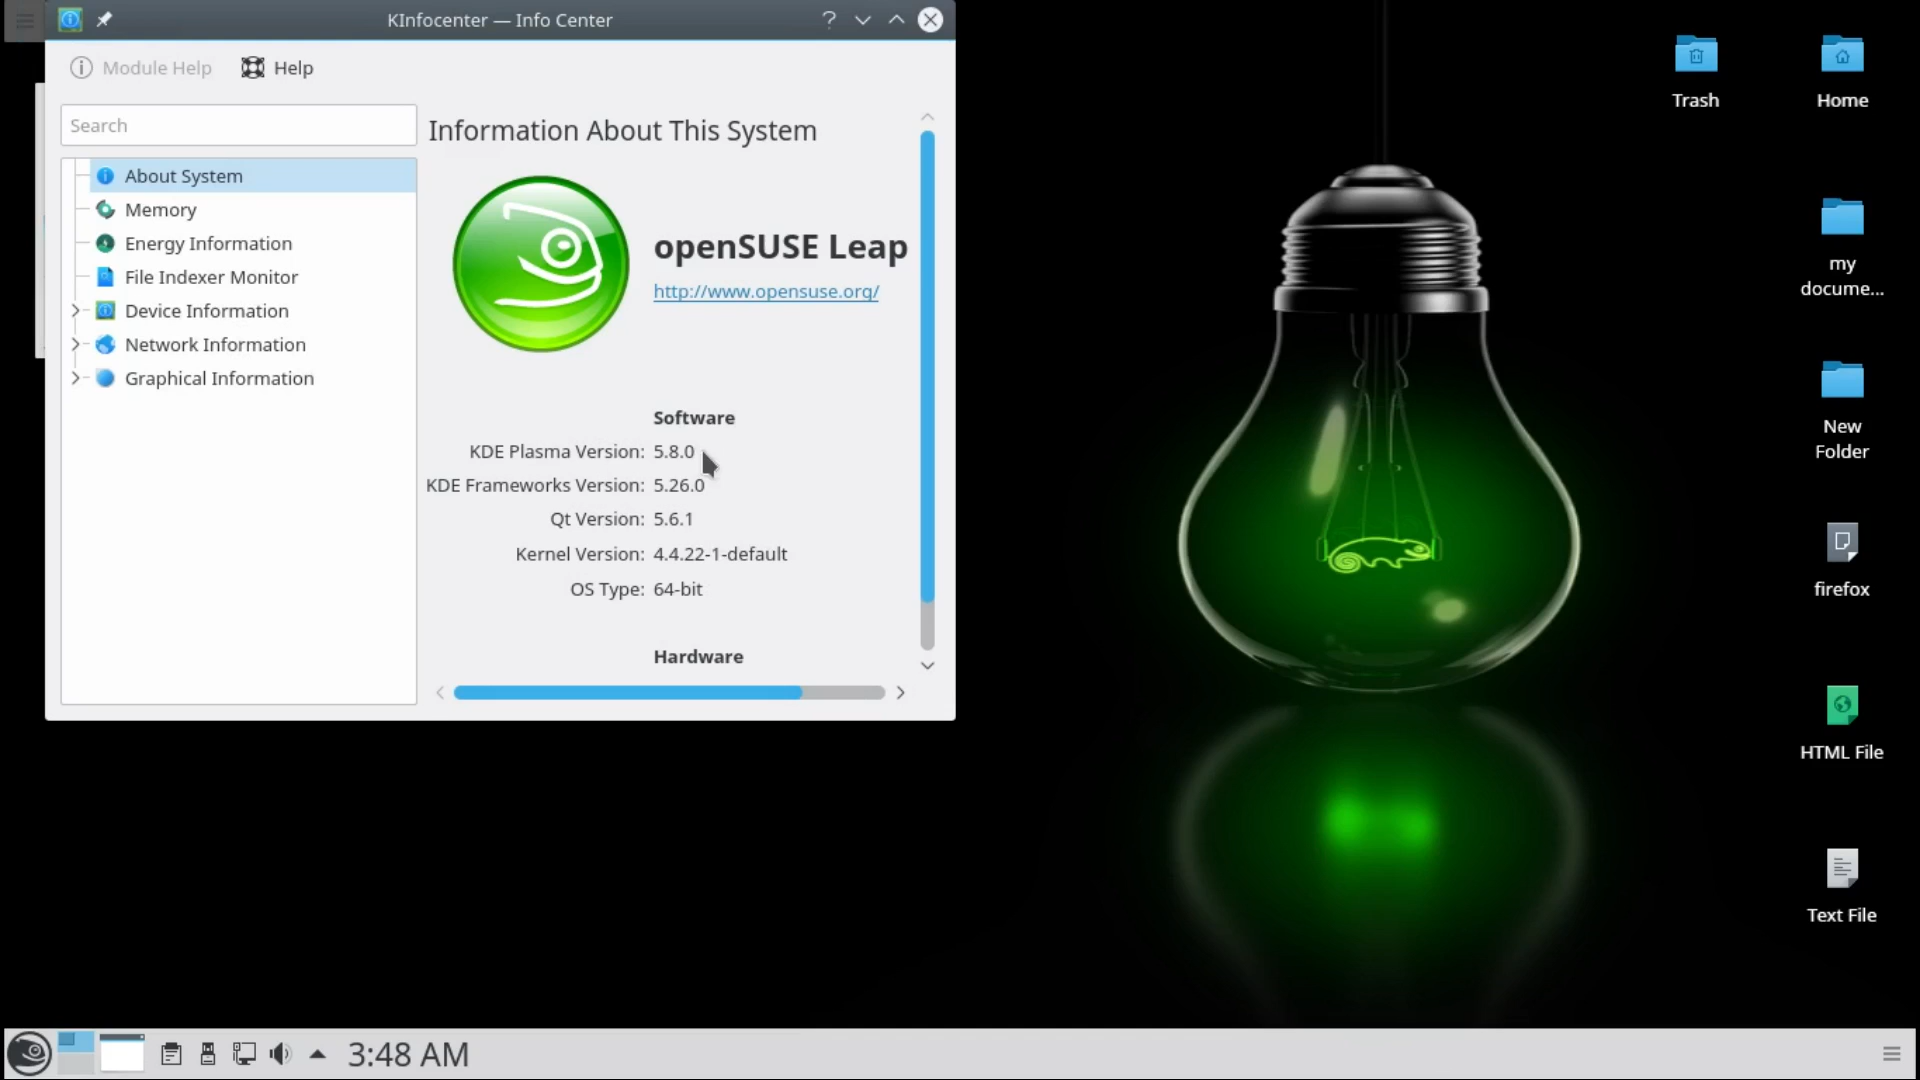 KInfocenter — Info Center
?
Module Help
Help
Search
About System
Memory
Energy Information
File Indexer Monitor
Device Information
Network Information
Graphical Information
Information About This System
openSUSE Leap
http://www.opensuse.org/
Software
KDE Plasma Version: 5.8.0
KDE Frameworks Version: 5.26.0
Qt Version: 5.6.1
Kernel Version: 4.4.22-1-default
OS Type: 64-bit
Hardware
Trash
Home
my
docume...
New
Folder
firefox
HTML File
Text File
3:48 AM